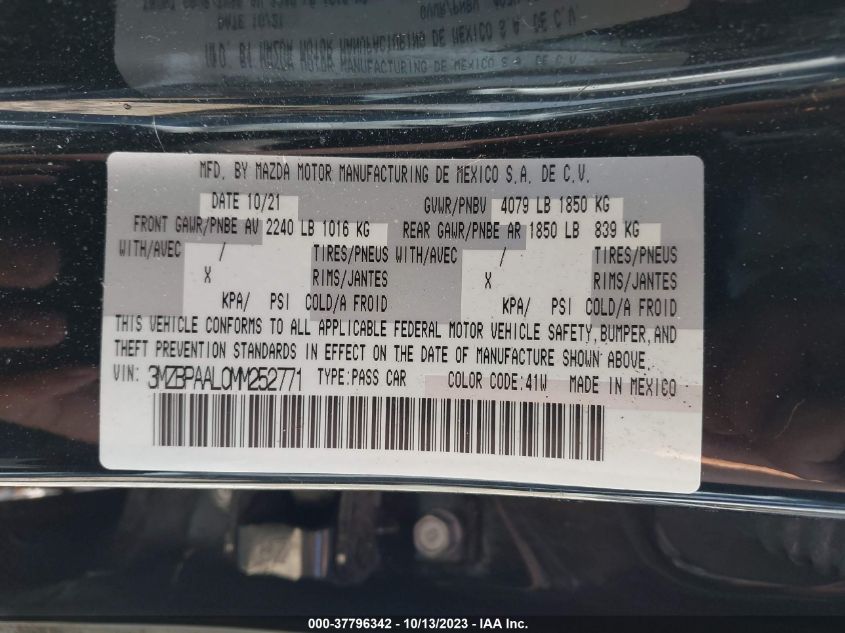 MFD. BY MAZDA MOTOR MANUFACTURING DE MEXICO S.A. DE C.V.
DATE 10/21 GVWR/PNBV 4079 LB 1850 KG
FRONT GAWR/PNBE AV 2240 LB 1016 KG REAR GAWR/PNBE AR 1850 LB 839 KG
WITH/AVEC / TIRES/PNEUS WITH/AVEC / TIRES/PNEUS
X RIMS/JANTES X RIMS/JANTES
KPA/ PSI COLD/A FROID KPA/ PSI COLD/A FROID
THIS VEHICLE CONFORMS TO ALL APPLICABLE FEDERAL MOTOR VEHICLE SAFETY, BUMPER, AND
THEFT PREVENTION STANDARDS IN EFFECT ON THE DATE OF MANUFACTURE SHOWN ABOVE.
VIN: 3MZBPAAL0MM252771 TYPE:PASS CAR COLOR CODE:41W MADE IN MEXICO
000-37796342 - 10/13/2023 - IAA Inc.